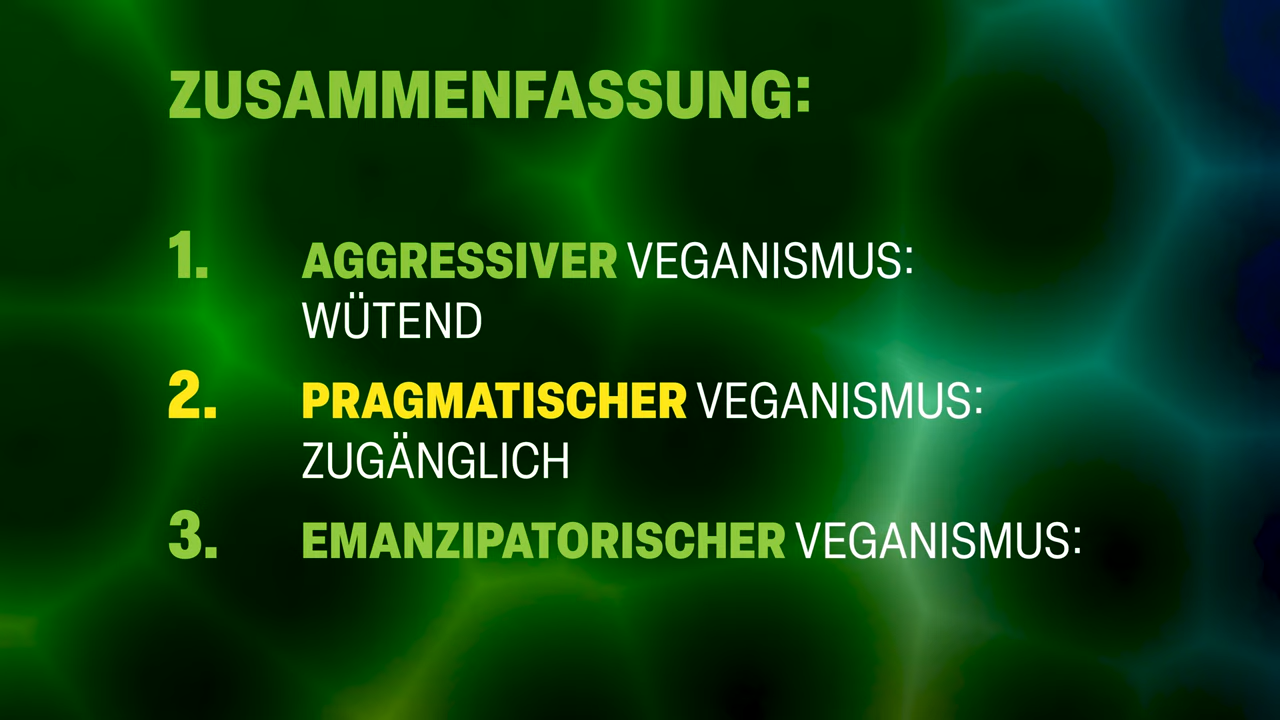 ZUSAMMENFASSUNG:
1. AGGRESSIVER VEGANISMUS:
WÜTEND
2. PRAGMATISCHER VEGANISMUS:
ZUGÄNGLICH
3. EMANZIPATORISCHER VEGANISMUS: